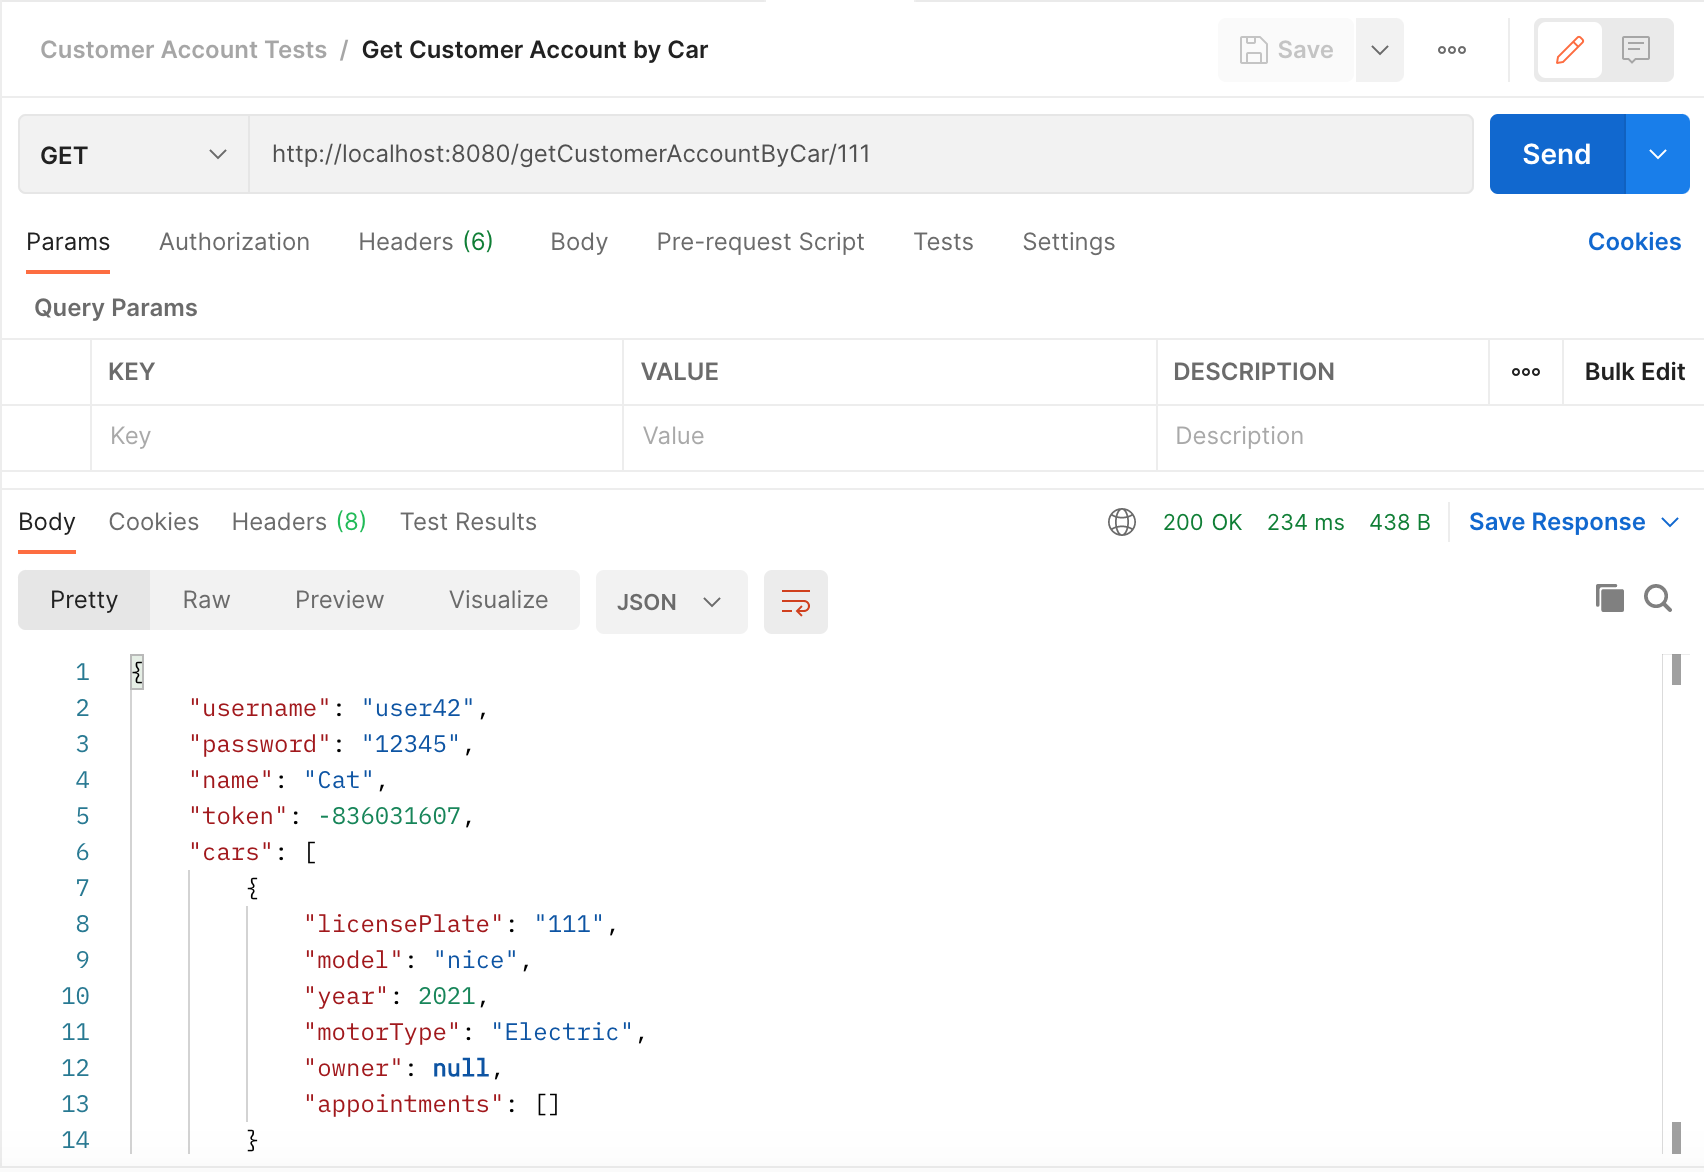 Customer Account Tests / Get Customer Account by Car
Save
GET
http://localhost:8080/getCustomerAccountByCar/111
Send
Params Authorization Headers (6) Body Pre-request Script Tests Settings Cookies
Query Params
KEY VALUE DESCRIPTION Bulk Edit
Key Value Description
Body Cookies Headers (8) Test Results 200 OK 234 ms 438 B Save Response
Pretty Raw Preview Visualize JSON
1 {
2 "username": "user42",
3 "password": "12345",
4 "name": "Cat",
5 "token": -836031607,
6 "cars": [
7 {
8 "licensePlate": "111",
9 "model": "nice",
10 "year": 2021,
11 "motorType": "Electric",
12 "owner": null,
13 "appointments": []
14 }